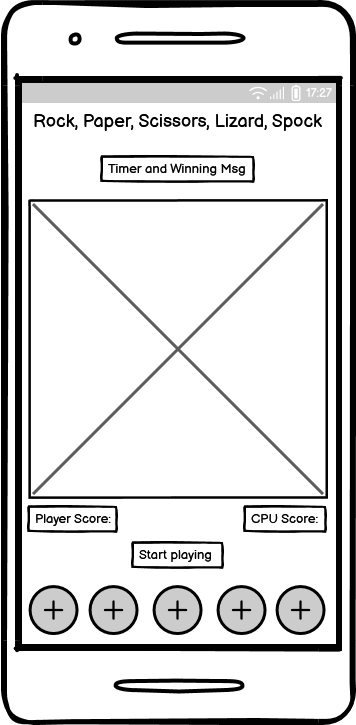 17:27
Rock, Paper, Scissors, Lizard, Spock
Timer and Winning Msg
Player Score:
CPU Score:
Start playing